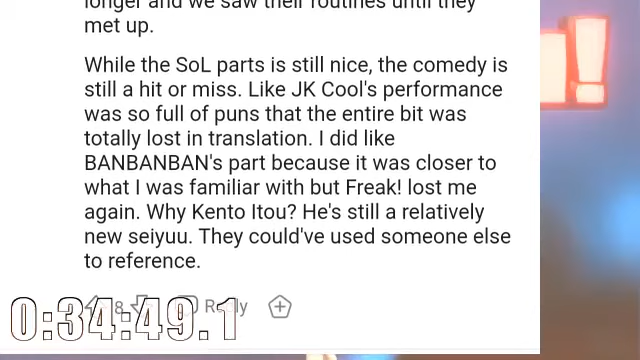 longer and we saw their routines until they
met up.
While the SoL parts is still nice, the comedy is
still a hit or miss. Like JK Cool's performance
was so full of puns that the entire bit was
totally lost in translation. I did like
BANBANBAN's part because it was closer to
what I was familiar with but Freak! lost me
again. Why Kento Itou? He's still a relatively
new seiyuu. They could've used someone else
to reference.
8 Reply
0:34:49.1
!